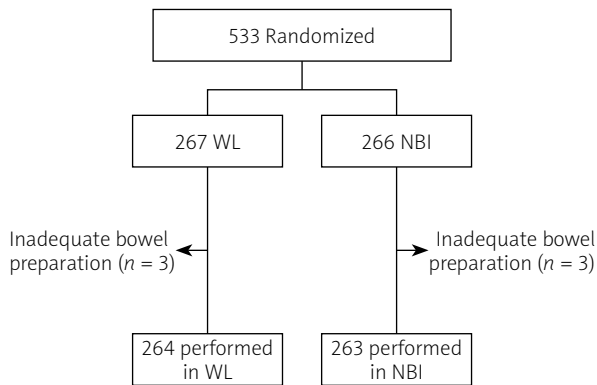 533 Randomized
267 WL
266 NBI
Inadequate bowel
preparation (n = 3)
Inadequate bowel
preparation (n = 3)
264 performed
in WL
263 performed
in NBI